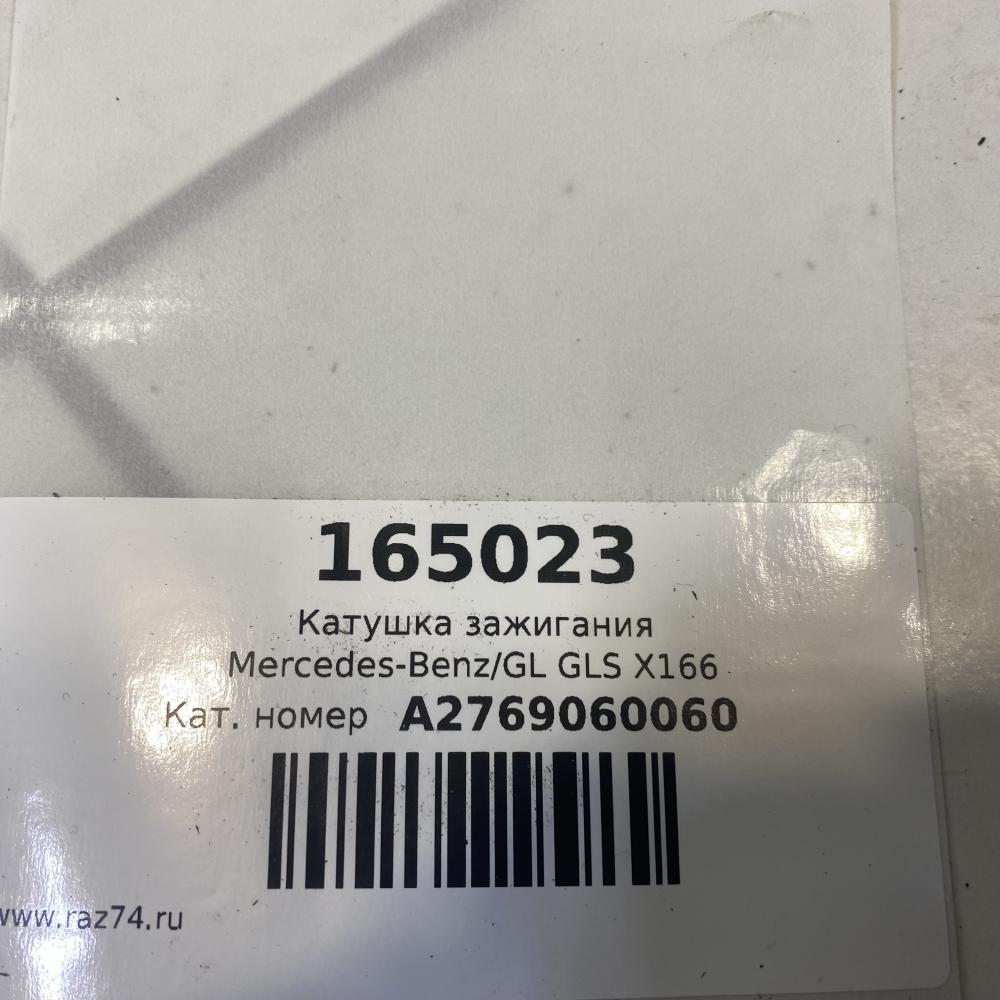 165023
Катушка зажигания
Mercedes-Benz/GL GLS X166
Кат. номер A2769060060
www.raz74.ru